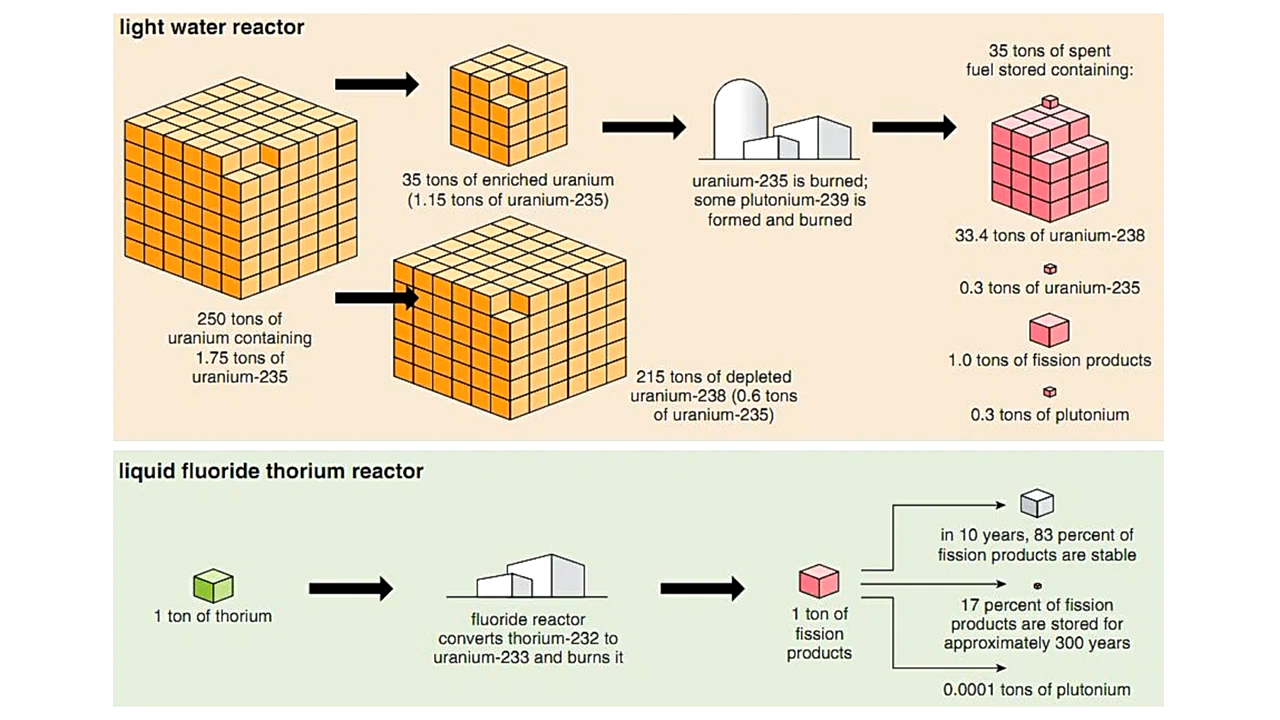 light water reactor
35 tons of enriched uranium
(1.15 tons of uranium-235)
250 tons of
uranium containing
1.75 tons of
uranium-235
215 tons of depleted
uranium-238 (0.6 tons
of uranium-235)
uranium-235 is burned;
some plutonium-239 is
formed and burned
35 tons of spent
fuel stored containing:
33.4 tons of uranium-238
0.3 tons of uranium-235
1.0 tons of fission products
0.3 tons of plutonium
liquid fluoride thorium reactor
1 ton of thorium
fluoride reactor
converts thorium-232 to
uranium-233 and burns it
1 ton of
fission
products
in 10 years, 83 percent of
fission products are stable
17 percent of fission
products are stored for
approximately 300 years
0.0001 tons of plutonium